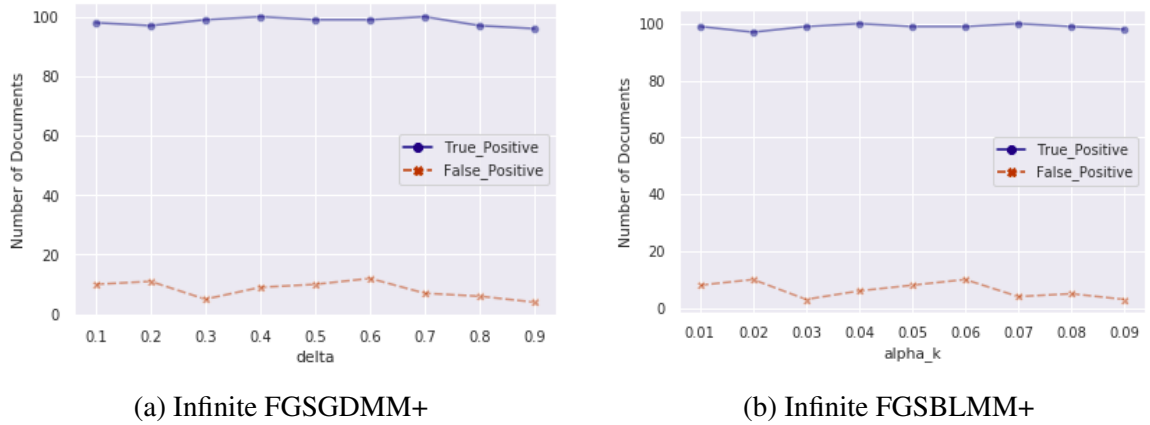 100
80
60
40
20
0
Number of Documents
True_Positive
False_Positive
0.1 0.2 0.3 0.4 0.5 0.6 0.7 0.8 0.9
delta
(a) Infinite FGSGDMM+
100
80
60
40
20
0
Number of Documents
True_Positive
False_Positive
0.01 0.02 0.03 0.04 0.05 0.06 0.07 0.08 0.09
alpha_k
(b) Infinite FGSBLMM+